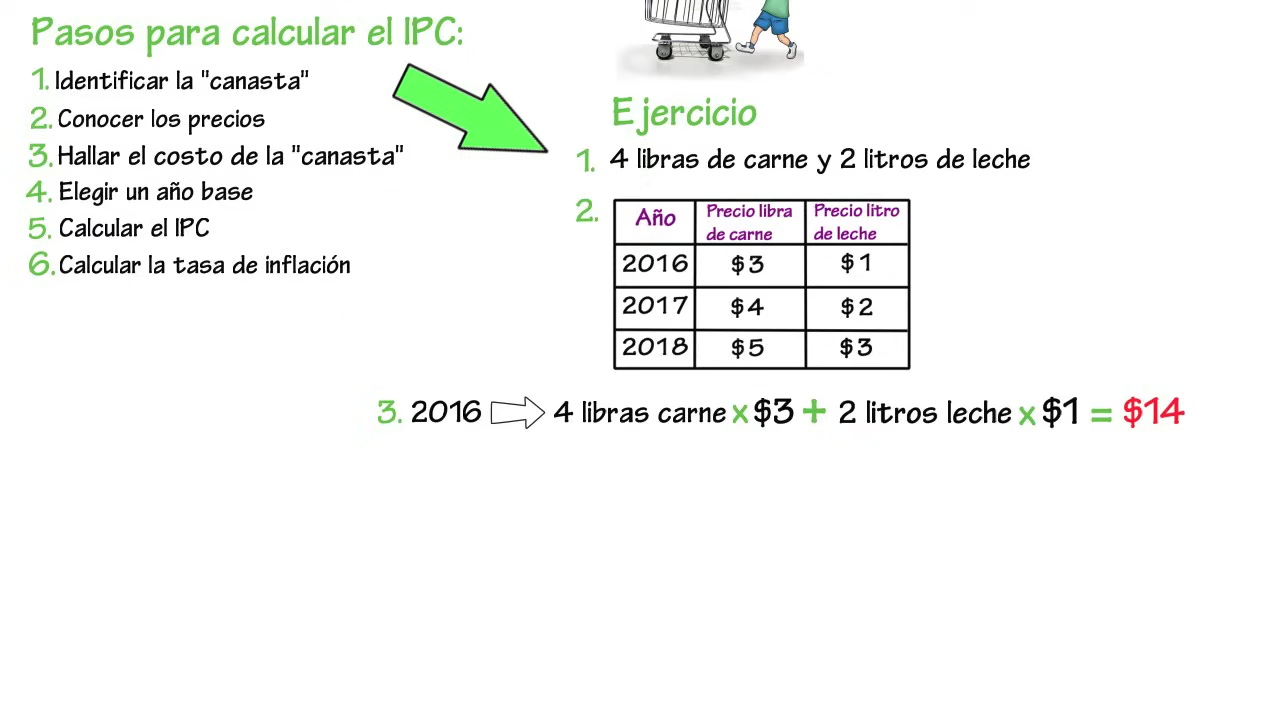 Pasos para calcular el IPC:
1. Identificar la "canasta"
2. Conocer los precios
3. Hallar el costo de la "canasta"
4. Elegir un año base
5. Calcular el IPC
6. Calcular la tasa de inflación
Ejercicio
1. 4 libras de carne y 2 litros de leche
2.
Año Precio libra de carne Precio litro de leche
2016 $3 $1
2017 $4 $2
2018 $5 $3
3. 2016 4 libras carne x $3 + 2 litros leche x $1 = $14